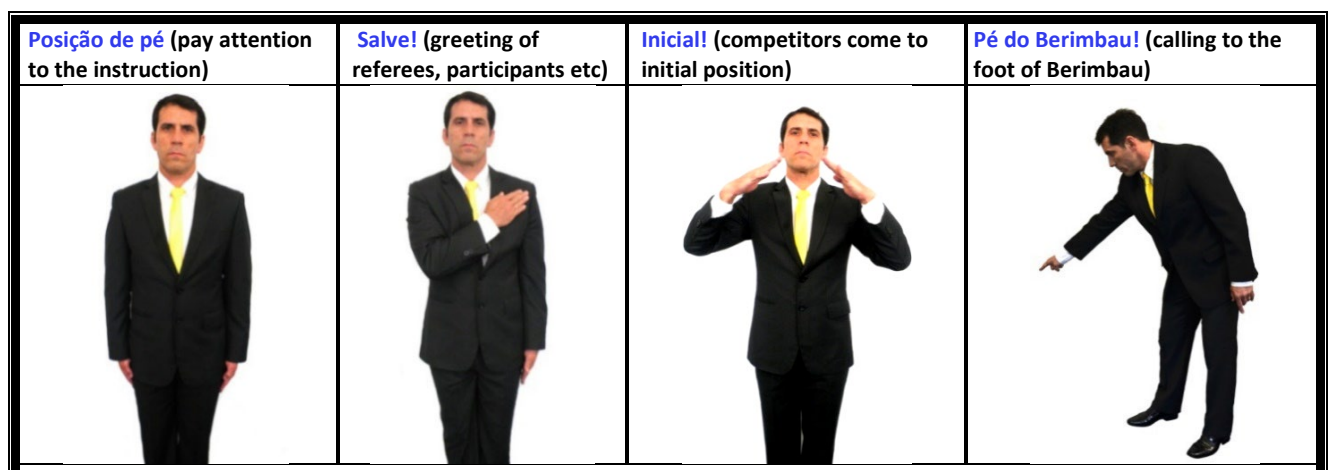 Posição de pé (pay attention
to the instruction)
Salve! (greeting of
referees, participants etc)
Inicial! (competitors come to
initial position)
Pé do Berimbau! (calling to the
foot of Berimbau)